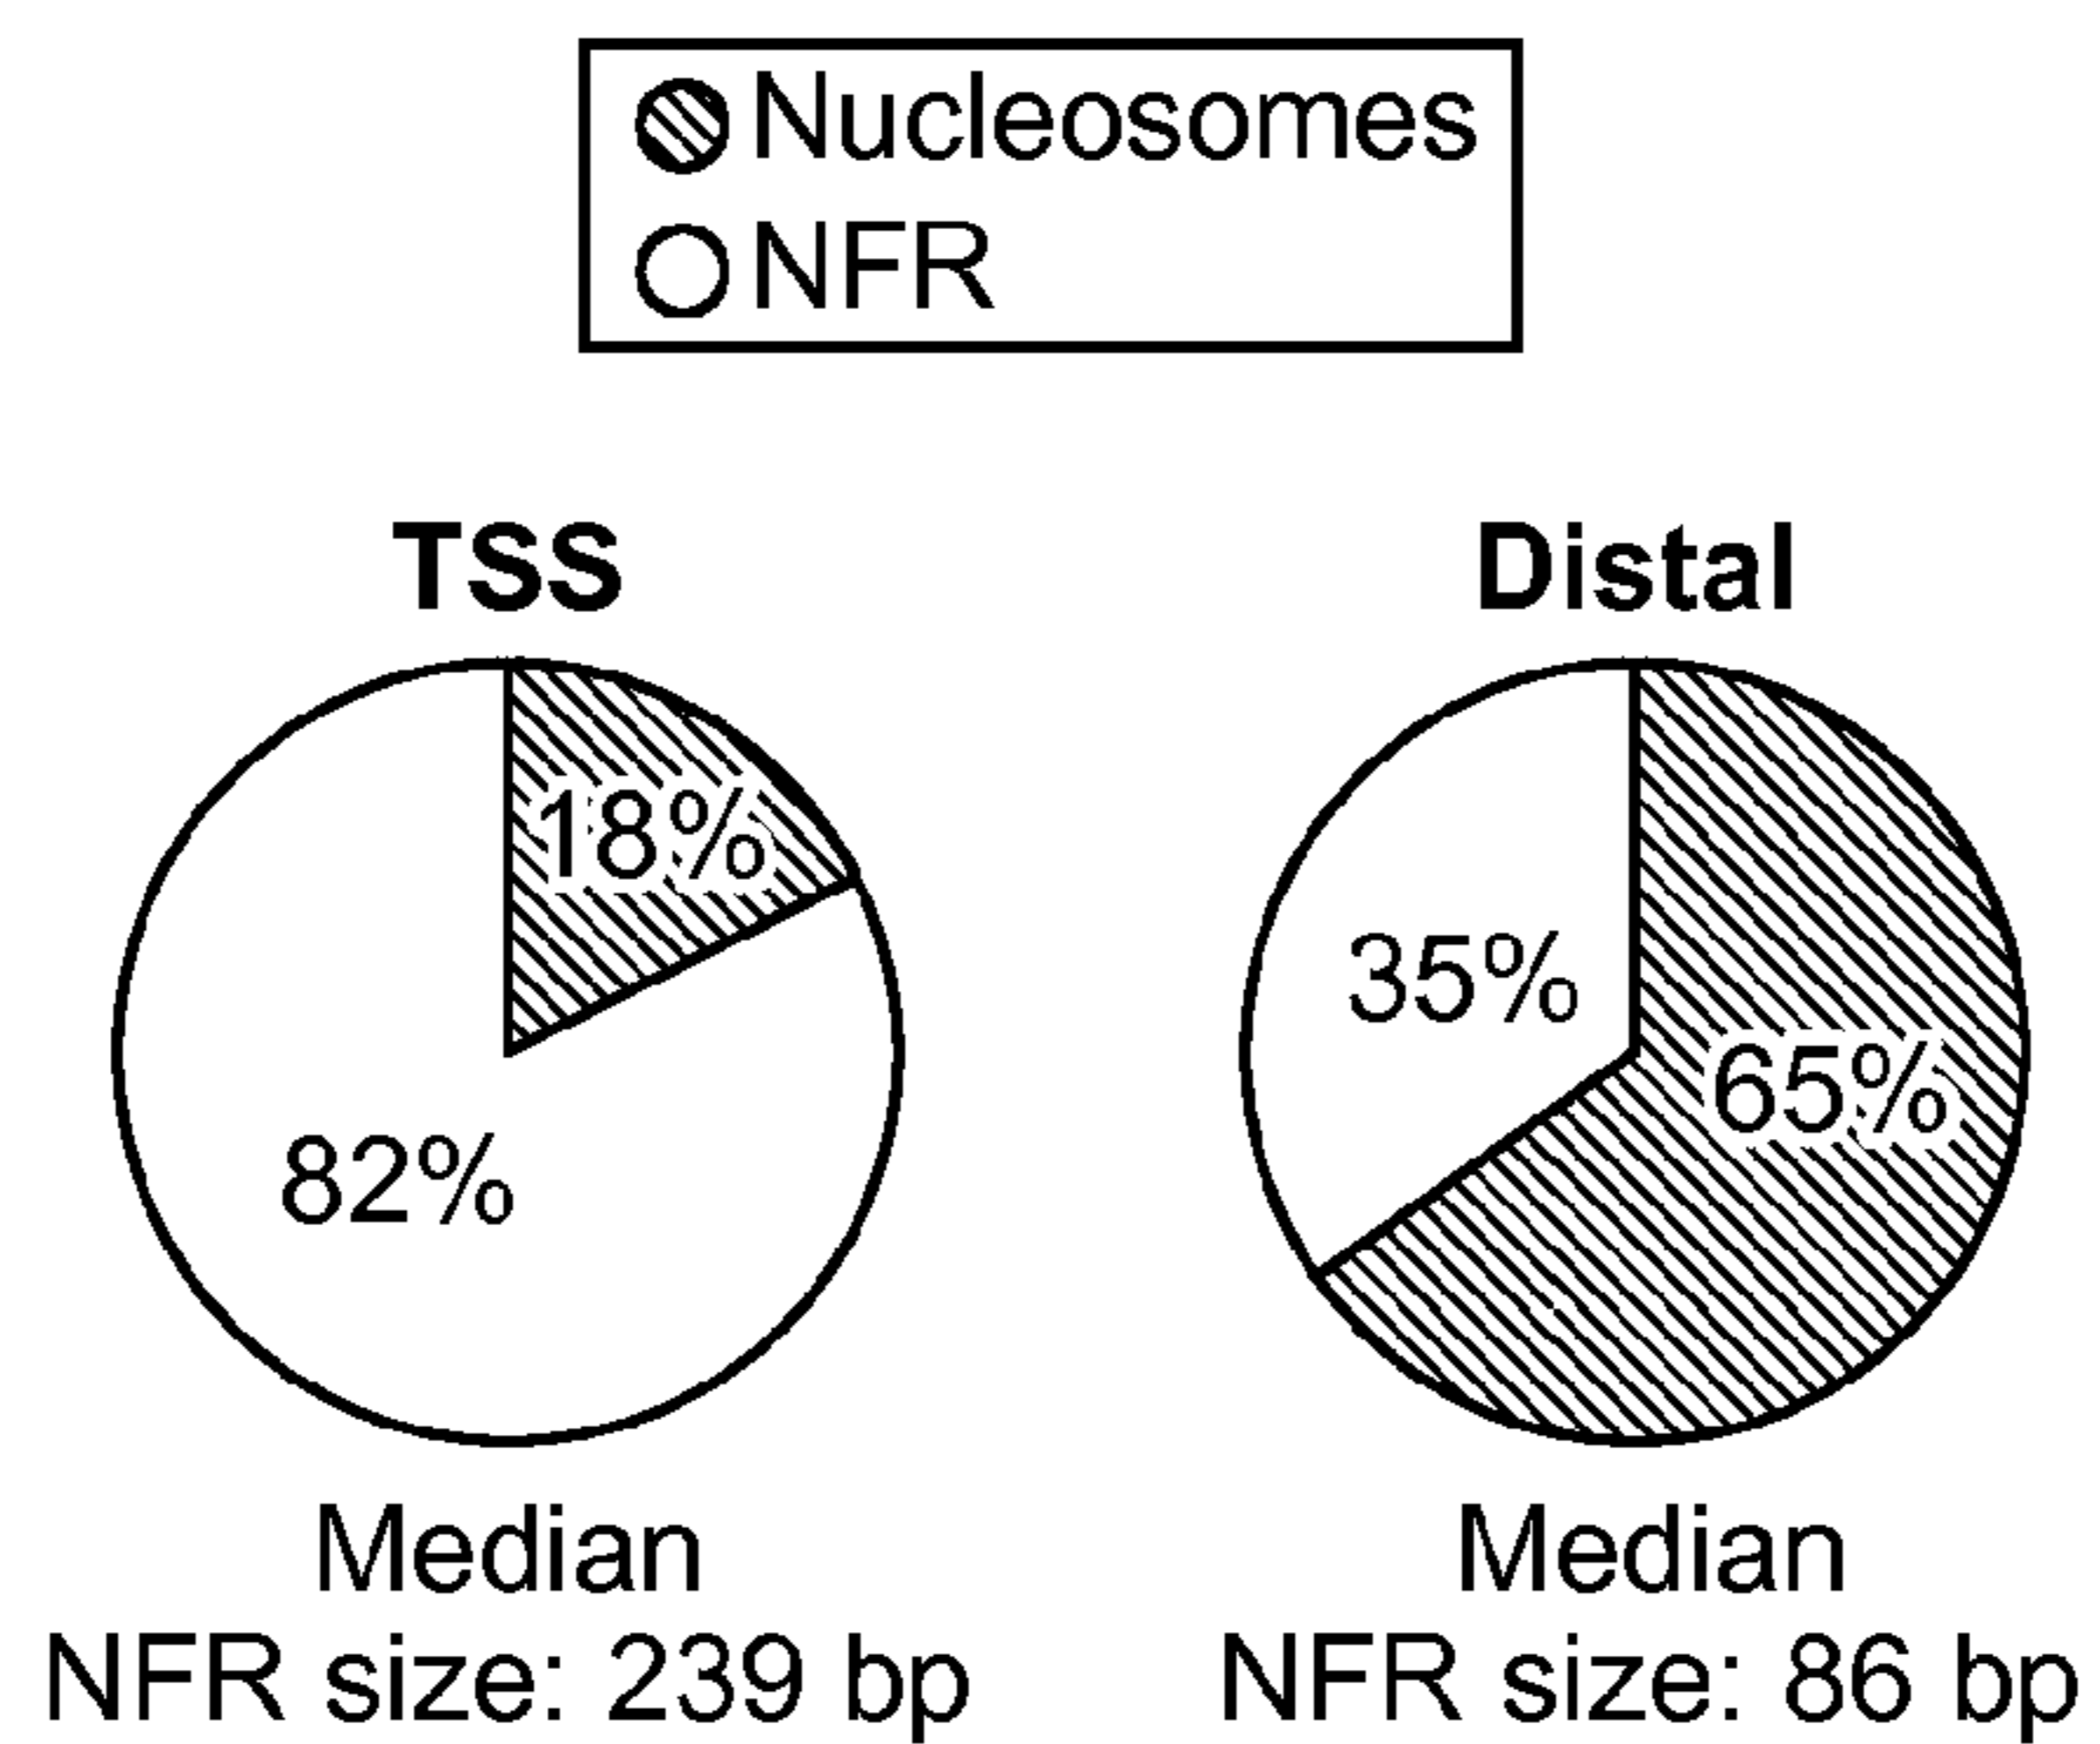 Nucleosomes
NFR
TSS
Distal
18%
82%
35%
65%
Median
NFR size: 239 bp
Median
NFR size: 86 bp